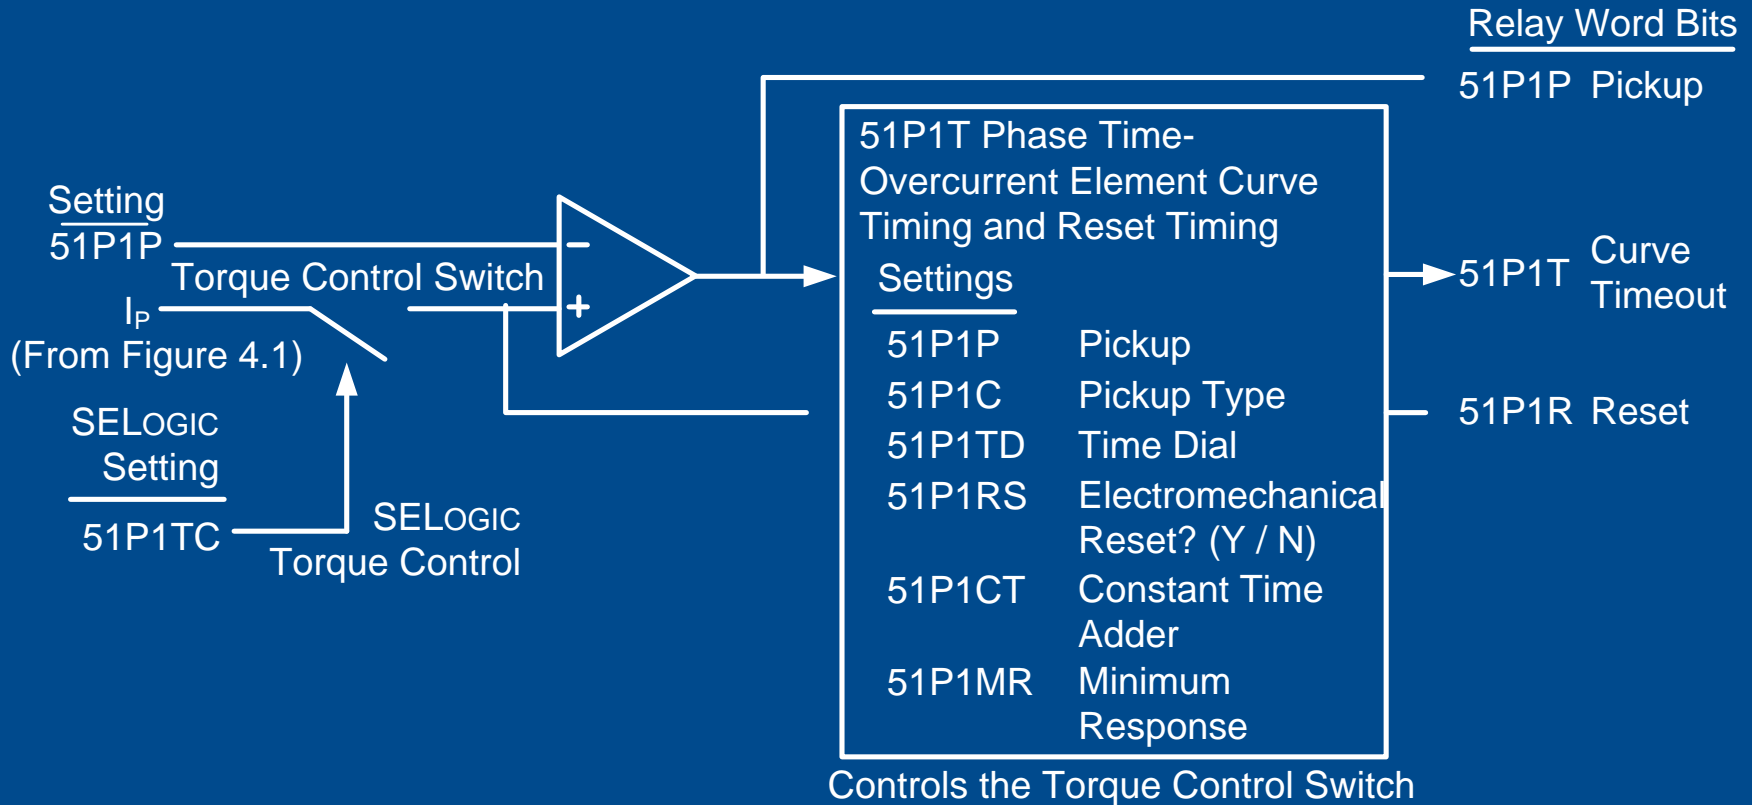 Relay Word Bits
51P1P Pickup
51P1T Phase Time-
Overcurrent Element Curve
Timing and Reset Timing
Setting
51P1P
−
Torque Control Switch
+
IP
(From Figure 4.1)
SELOGIC
Setting
51P1TC
SELOGIC
Torque Control
Settings
51P1P Pickup
51P1C Pickup Type
51P1TD Time Dial
51P1RS Electromechanical
Reset? (Y / N)
51P1CT Constant Time
Adder
51P1MR Minimum
Response
51P1T Curve
Timeout
51P1R Reset
Controls the Torque Control Switch